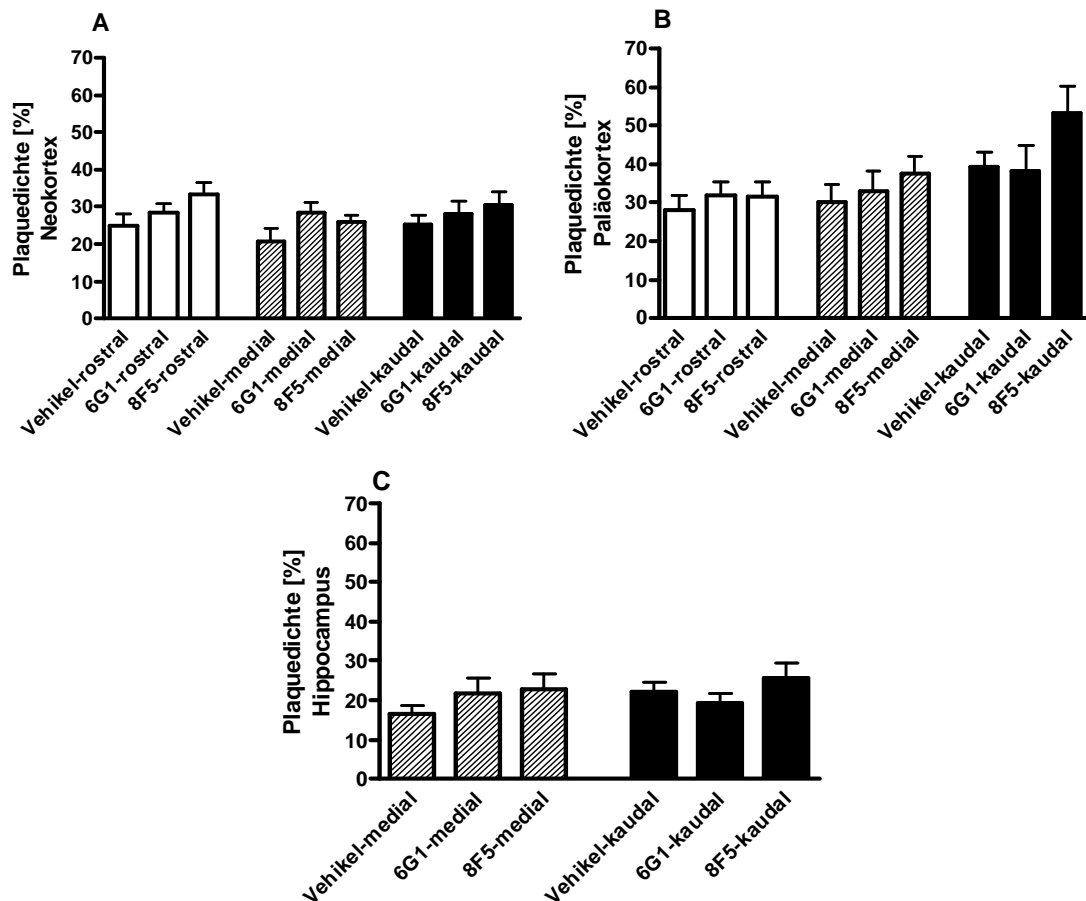 A
Plaquedichte [%]
Neokortex
70
60
50
40
30
20
10
0
Vehikel-rostral
6G1-rostral
8F5-rostral
Vehikel-medial
6G1-medial
8F5-medial
Vehikel-kaudal
6G1-kaudal
8F5-kaudal
B
Plaquedichte [%]
Paläokortex
70
60
50
40
30
20
10
0
Vehikel-rostral
6G1-rostral
8F5-rostral
Vehikel-medial
6G1-medial
8F5-medial
Vehikel-kaudal
6G1-kaudal
8F5-kaudal
C
Plaquedichte [%]
Hippocampus
70
60
50
40
30
20
10
0
Vehikel-medial
6G1-medial
8F5-medial
Vehikel-kaudal
6G1-kaudal
8F5-kaudal